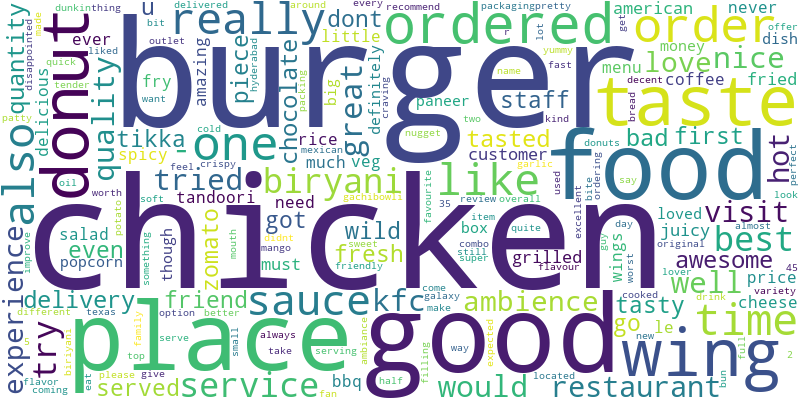 dunkin
thing
bit
delivered
around
every
recommend
packaging
pretty
get
american
never
u
really
dont
ordered
order
offer
dish
made
disappointed
outlet
liked
ever
quantity
quick
tender
patty
want
amazing
hyderabad
piece
little
great
burger
r
lot
yummy
fast
menu
money
love
nice
coffee
fried
donut
delicious
quality
fry
packing
craving
big
definitely
paneer
staff
name
decent
kind
bread
taste
also
cold
chocolate
one
nugget
two
tasted
donuts
used
bad
first
hot
perfect
tikka
rice
mexican
much
veg
customer
garlic
food
say
look
spicy
feel
crispy
tried
biryani
like
ordering
bite
oil
worth
soft
tandoori
need
gachibowli
favourite
35
review
overall
excellent
loved
visit
experience
improve
salad
even
popcorn
potato
something
though
zomato
mouth
got
mango
didnt
wild
sweet
friendly
must
fresh
box
item
still
super
combo
quite
grilled
flavour
guy
wings
day
worst
juicy
original
best
almost
awesome
lover
45
chicken
delivery
friend
sauce
kfc
come
galaxy
make
ambience
cooked
tasty
well
price
variety
cheese
different
texas
option
better
small
always
take
serving
ambiance
way
expected
located
go
new
le
drink
time
try
5
flavor
coming
biriyani
eat
family
please
give
top
serve
served
service
fan
bbq
half
filling
would
restaurant
wing
bun
full
2
place
good